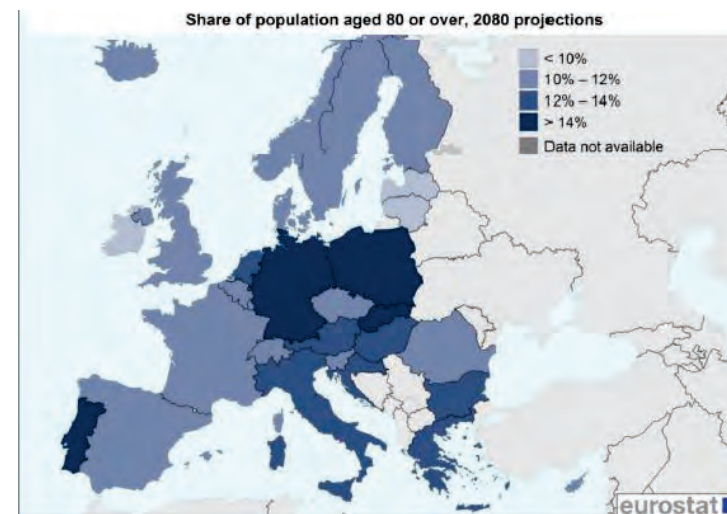 Share of population aged 80 or over, 2080 projections
< 10%
10% – 12%
12% – 14%
> 14%
Data not available
eurostat